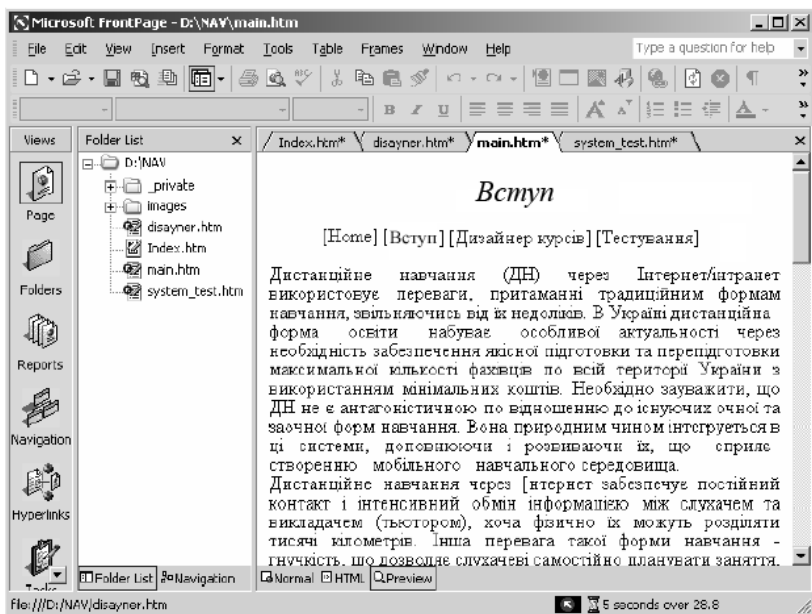 Microsoft FrontPage - D:\NAV\main.htm
File Edit View Insert Format Tools Table Frames Window Help Type a question for help
Views Folder List Index.htm* disayner.htm* main.htm* system_test.htm*
D:\NAV
_private
images
disayner.htm
Index.htm
main.htm
system_test.htm
Page
Folders
Reports
Navigation
Hyperlinks
Tasks
Вступ
[Home] [Вступ] [Дизайнер курсів] [Тестування]
Дистанційне навчання (ДН) через Інтернет/інтранет
використовує переваги, притаманні традиційним формам
навчання, звільняючись від їх недоліків. В Україні дистанційна
форма освіти набуває особливої актуальності через
необхідність забезпечення якісної підготовки та перепідготовки
максимальної кількості фахівців по всій території України з
використанням мінімальних коштів. Необхідно зауважити, що
ДН не є антагоністичною по відношенню до існуючих очної та
заочної форм навчання. Вона природним чином інтегрується в
ці системи, доповнюючи і розвиваючи їх, що сприяє
створенню мобільного навчального середовища.
Дистанційне навчання через [нтернет забезпечує постійний
контакт і інтенсивний обмін інформацією між слухачем та
викладачем (тьютором), хоча фізично їх можуть розділяти
тисячі кілометрів. Інша перевага такої форми навчання -
гнучкість, що дозволяє слухачеві самостійно планувати заняття,
Folder List Navigation Normal HTML Preview
file:///D:/NAV/disayner.htm 5 seconds over 28.8